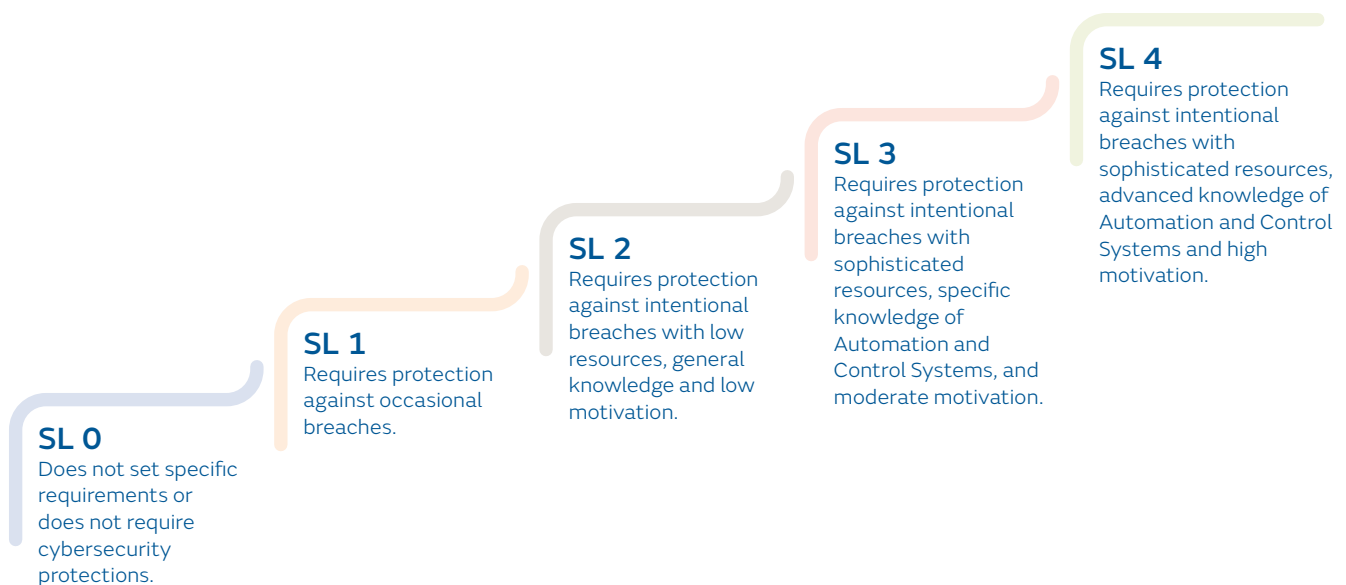 SL 0
Does not set specific
requirements or
does not require
cybersecurity
protections.
SL 1
Requires protection
against occasional
breaches.
SL 2
Requires protection
against intentional
breaches with low
resources, general
knowledge and low
motivation.
SL 3
Requires protection
against intentional
breaches with
sophisticated
resources, specific
knowledge of
Automation and
Control Systems, and
moderate motivation.
SL 4
Requires protection
against intentional
breaches with
sophisticated resources,
advanced knowledge of
Automation and Control
Systems and high
motivation.